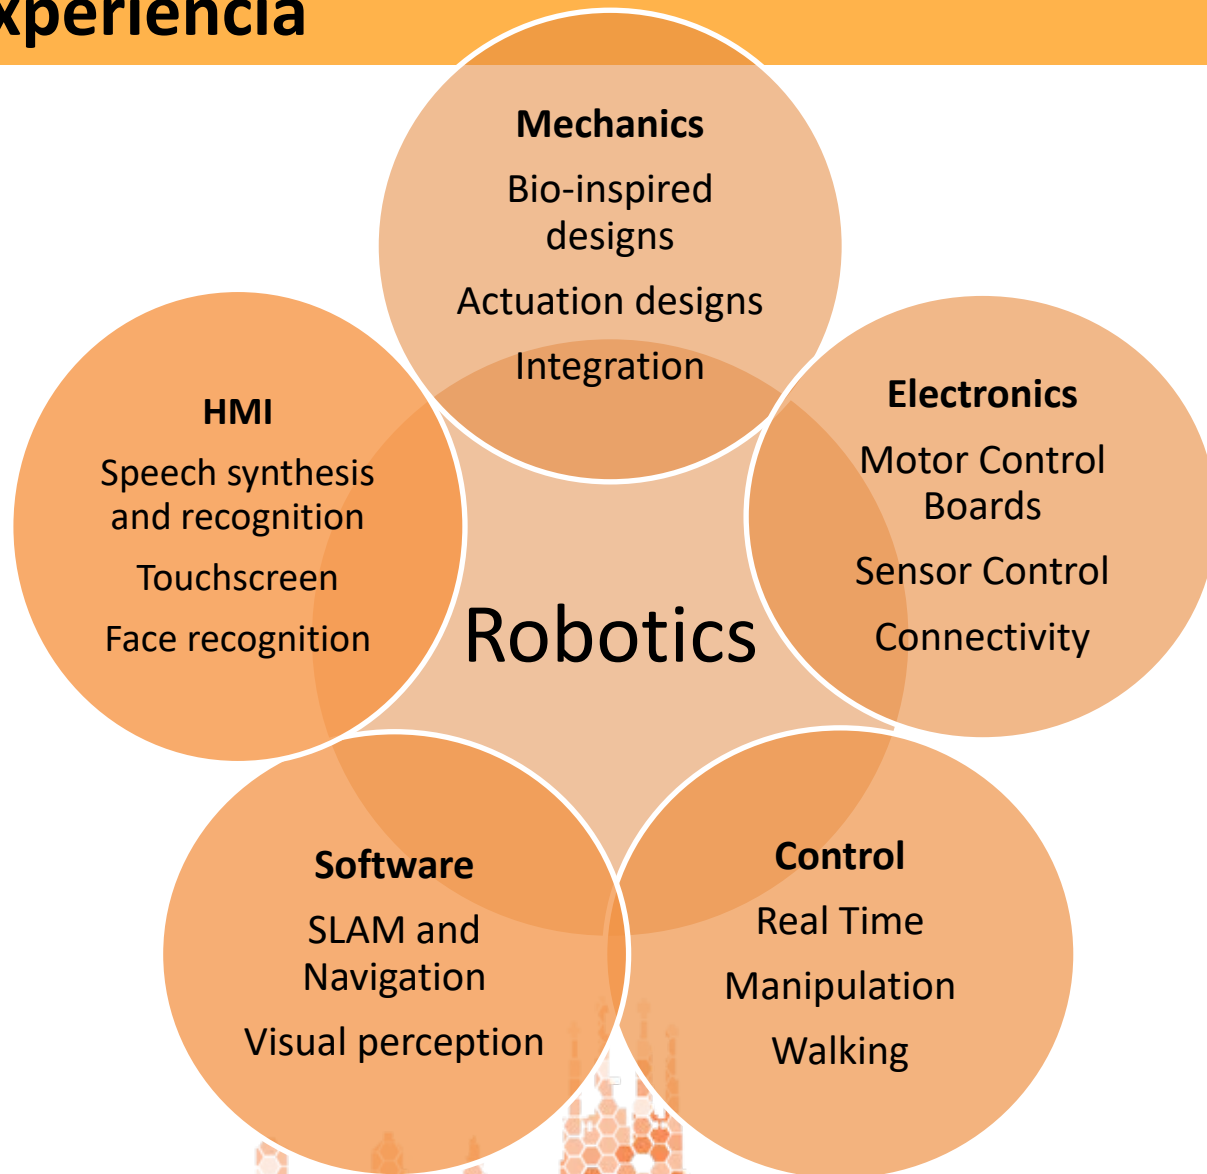 xperiencia
Mechanics
Bio-inspired
designs
Actuation designs
Integration
HMI
Speech synthesis
and recognition
Touchscreen
Face recognition
Electronics
Motor Control
Boards
Sensor Control
Connectivity
Robotics
Software
SLAM and
Navigation
Visual perception
Control
Real Time
Manipulation
Walking